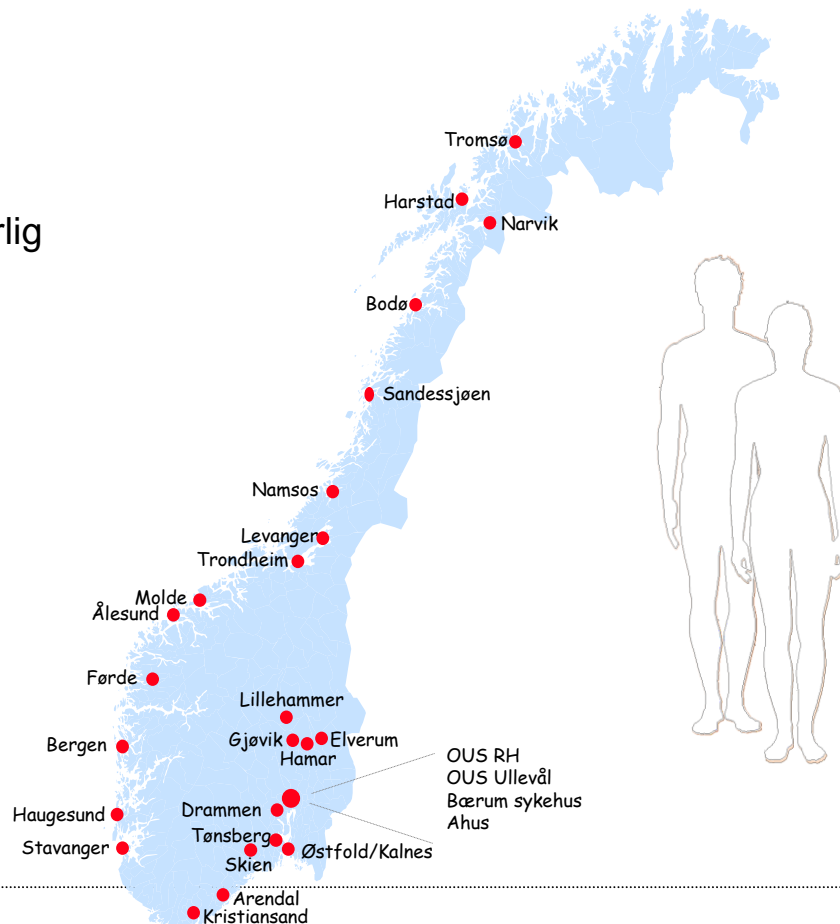 Tromsø
Harstad
Narvik
rlig
Bodø
Sandessjøen
Namsos
Levanger
Trondheim
Molde
Ålesund
Førde
Lillehammer
Bergen
Gjøvik
Elverum
Hamar
OUS RH
OUS Ullevål
Bærum sykehus
Ahus
Haugesund
Drammen
Tønsberg
Stavanger
Østfold/Kalnes
Skien
Arendal
Kristiansand